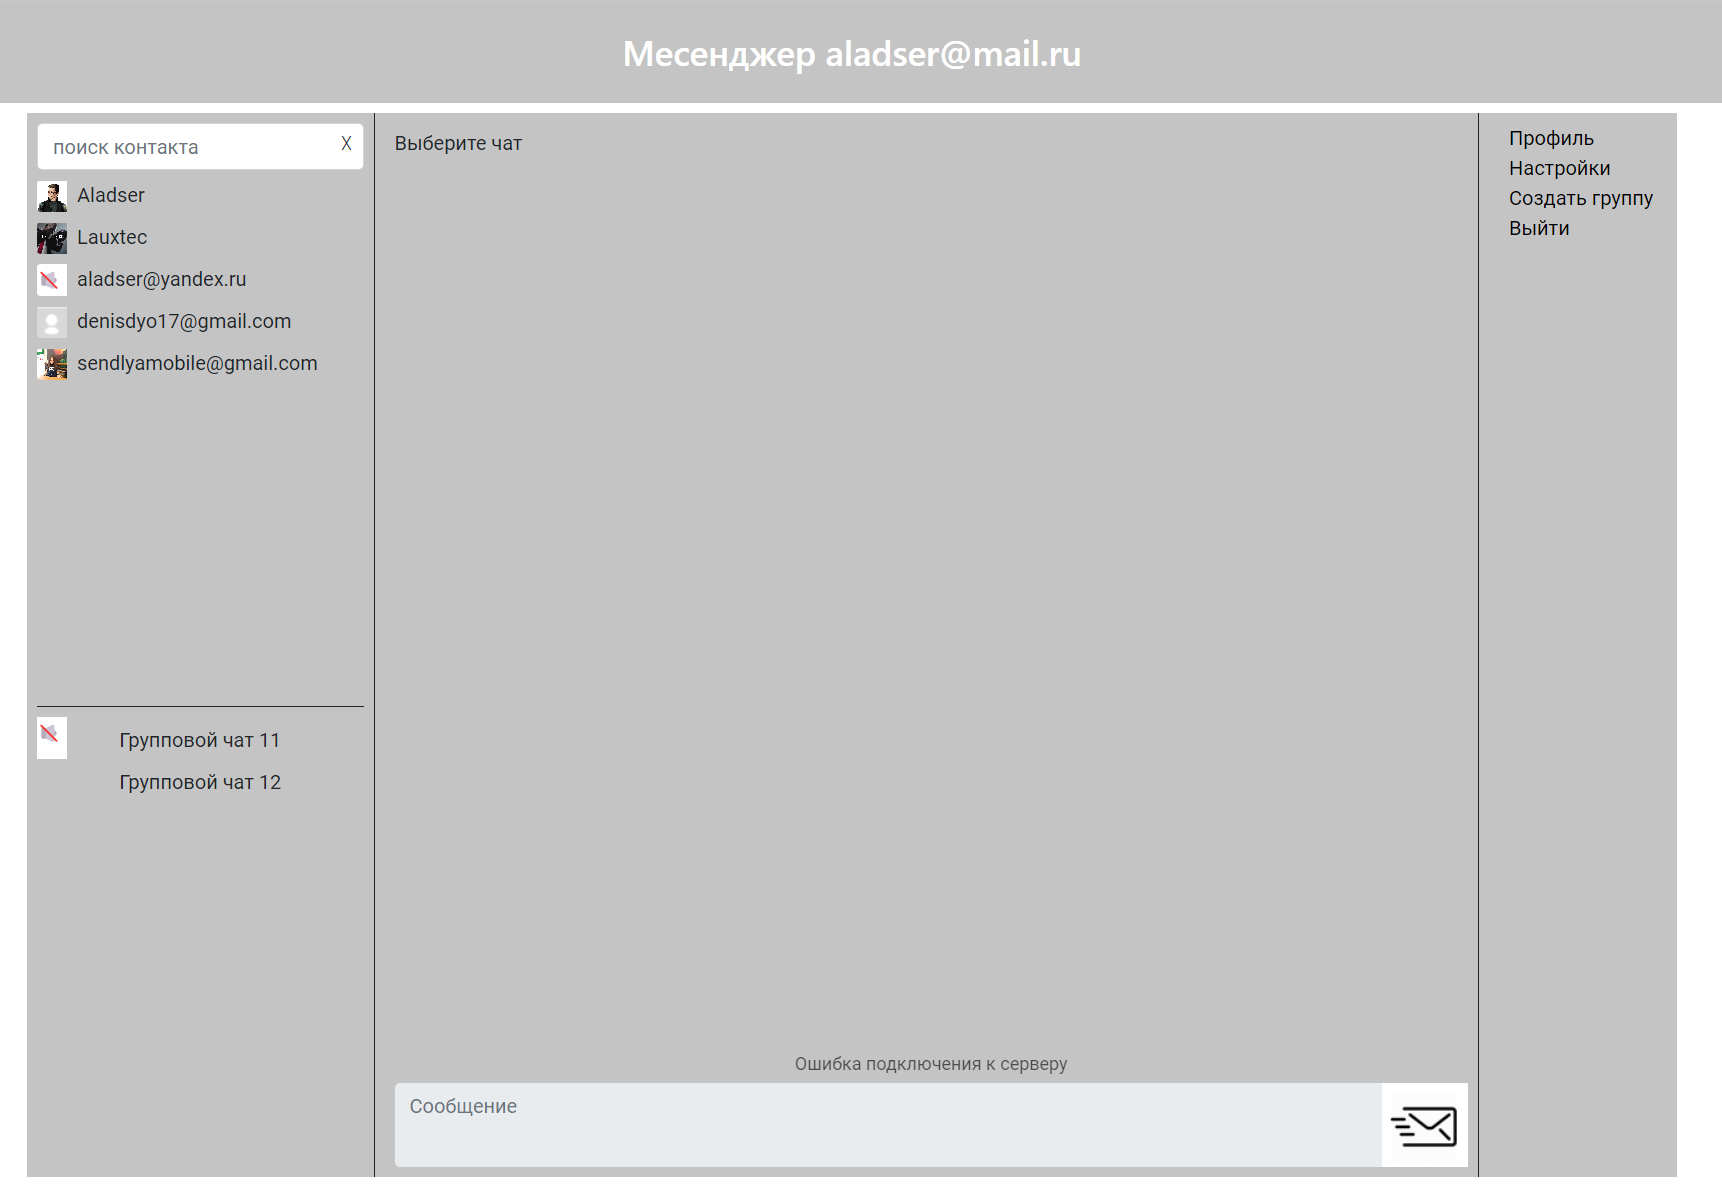 Месенджер aladser@mail.ru
поиск контакта X
Aladser
Lauxtec
aladser@yandex.ru
denisdyo17@gmail.com
sendlyamobile@gmail.com
Групповой чат 11
Групповой чат 12
Выберите чат
Ошибка подключения к серверу
Сообщение
Профиль
Настройки
Создать группу
Выйти